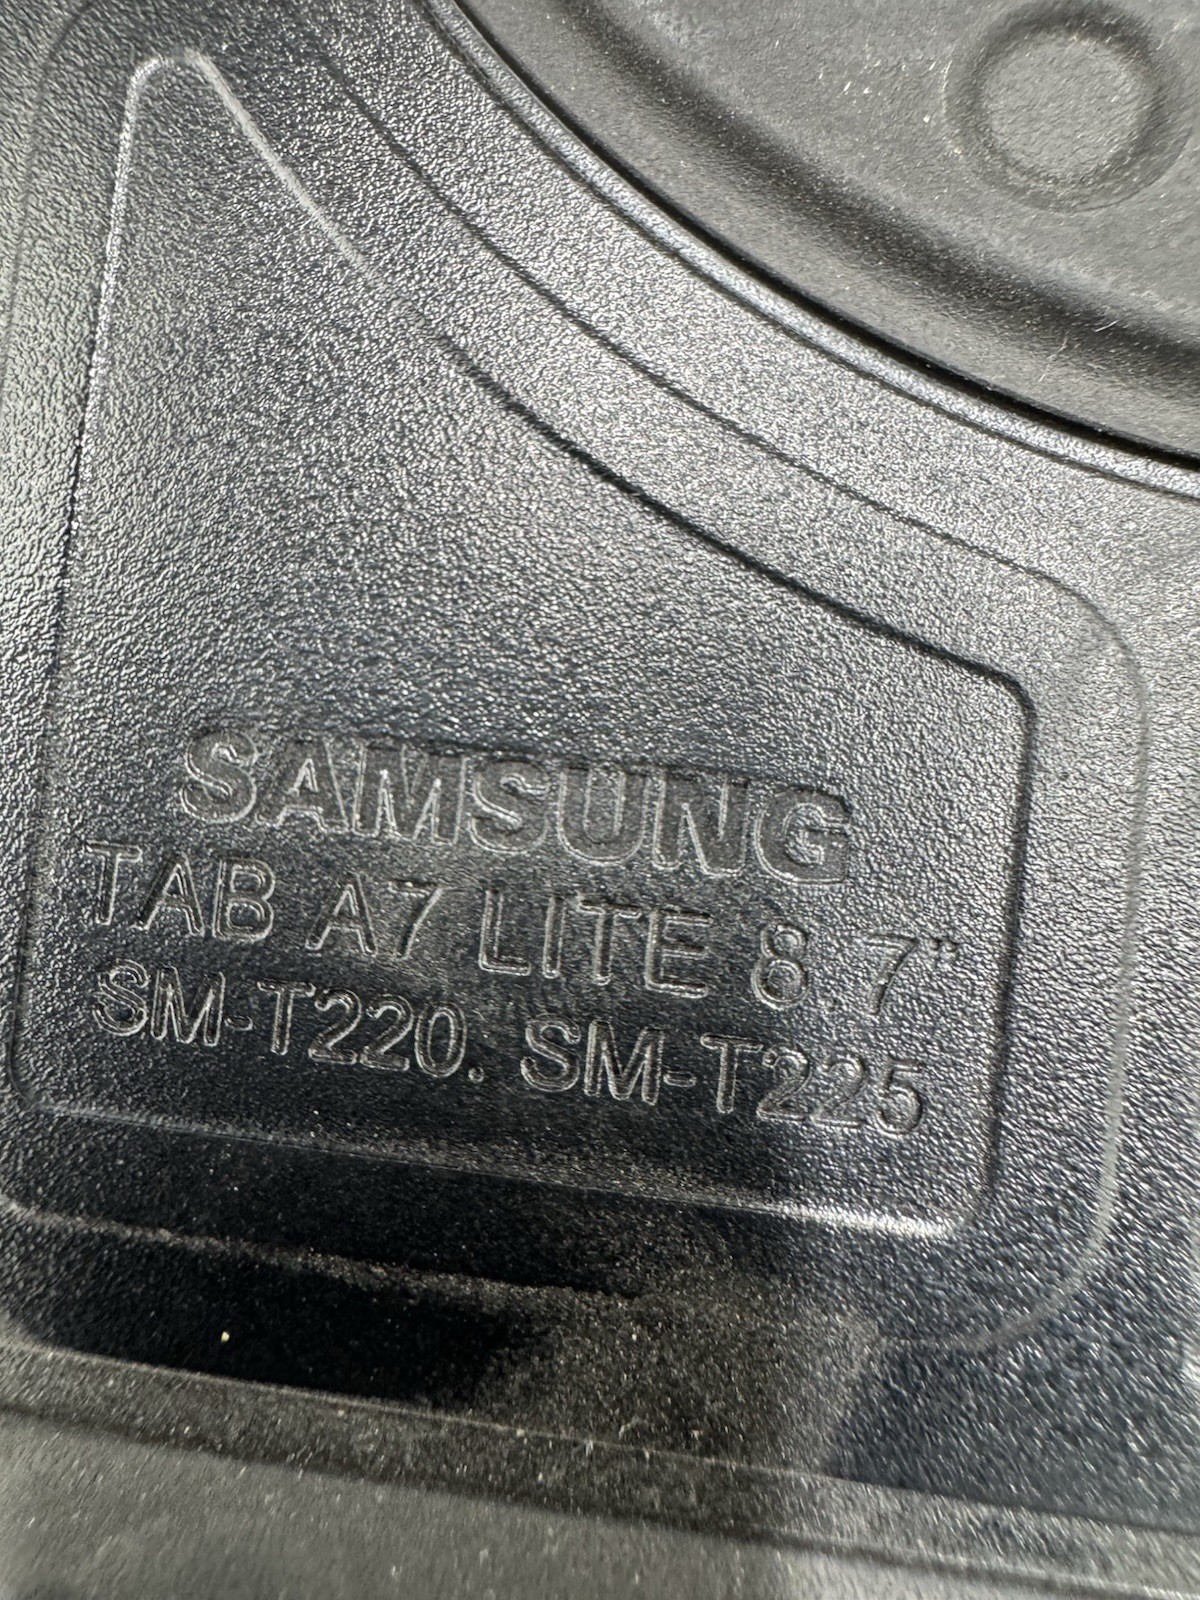 SAMSUNG
TAB A7 LITE 8.7”
SM-T220. SM-T225